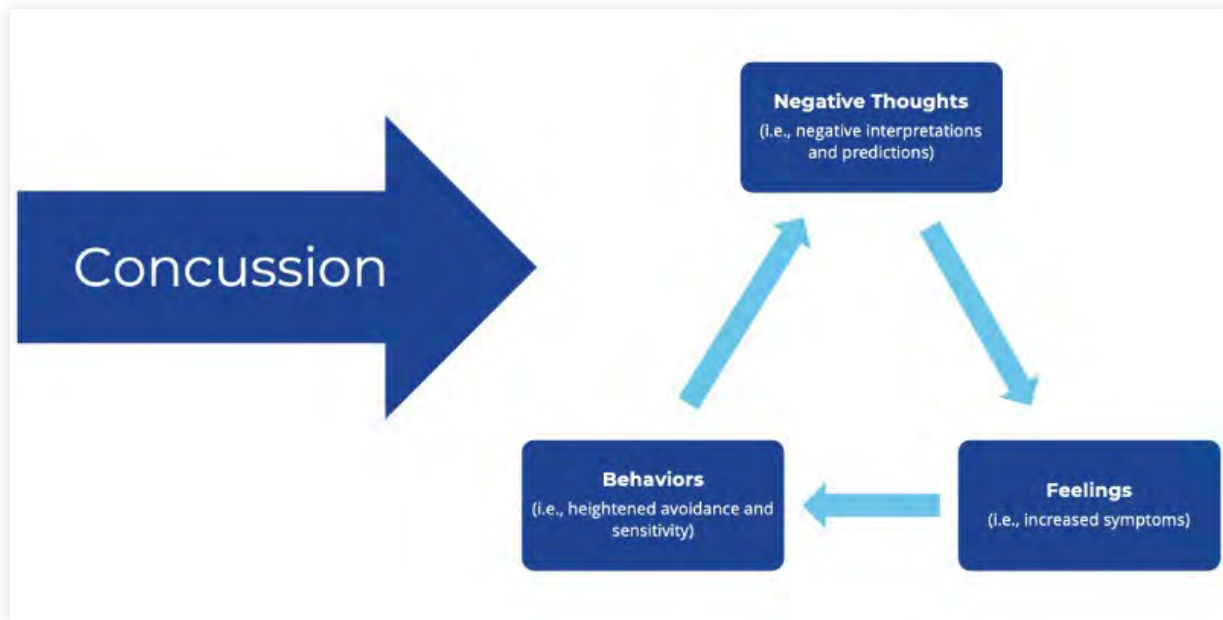 Concussion
Negative Thoughts
(i.e., negative interpretations
and predictions)
Behaviors
(i.e., heightened avoidance and
sensitivity)
Feelings
(i.e., increased symptoms)